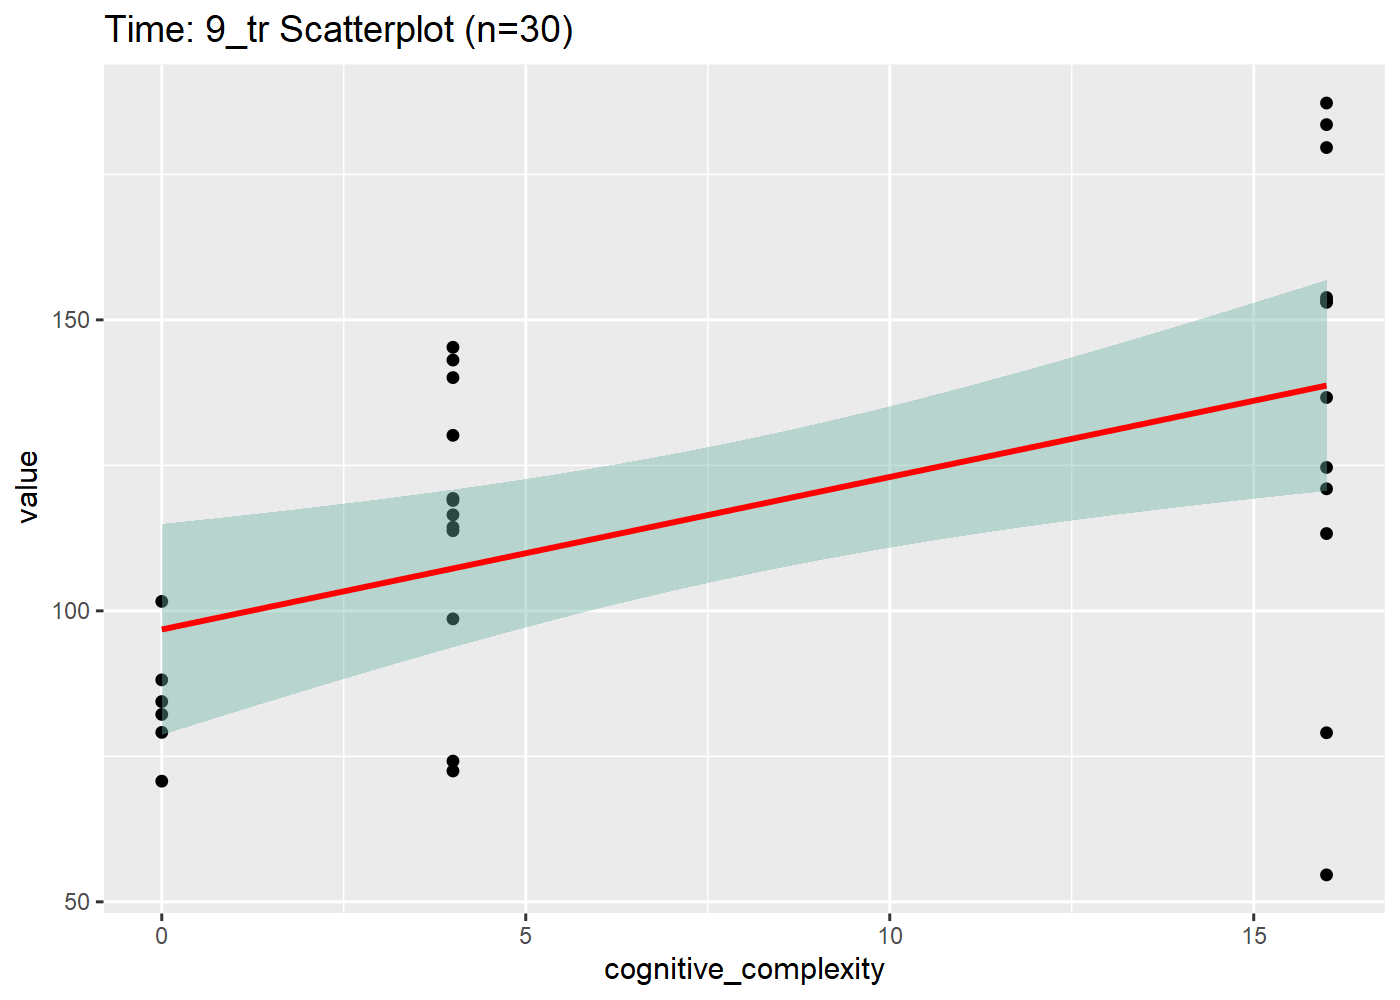 Time: 9_tr Scatterplot (n=30)
value
150
100
50
0 5 10 15
cognitive_complexity